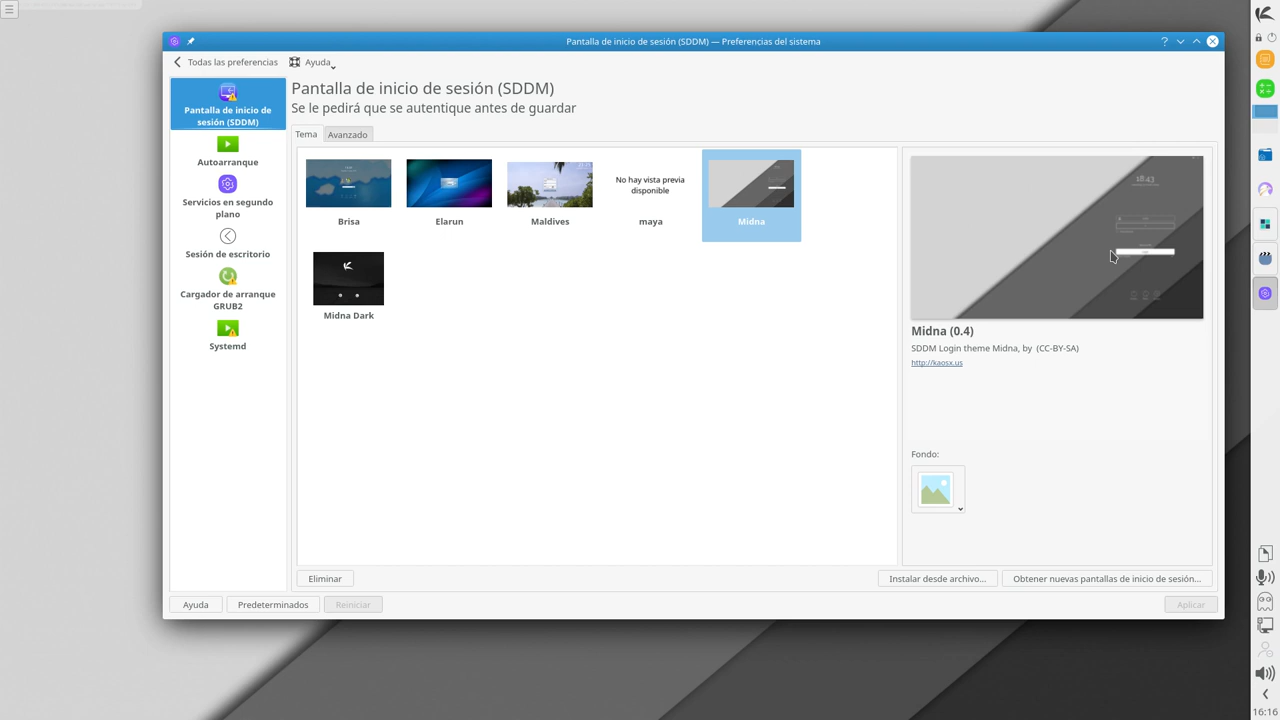 Pantalla de inicio de sesión (SDDM) — Preferencias del sistema
?
Todas las preferencias
Ayuda
Pantalla de inicio de
sesión (SDDM)
Autoarranque
Servicios en segundo
plano
Sesión de escritorio
Cargador de arranque
GRUB2
Systemd
Pantalla de inicio de sesión (SDDM)
Se le pedirá que se autentique antes de guardar
Tema
Avanzado
Brisa
Elarun
Maldives
No hay vista previa
disponible
maya
Midna
Midna Dark
18:43
Midna (0.4)
SDDM Login theme Midna, by (CC-BY-SA)
http://kaosx.us
Fondo:
Eliminar
Instalar desde archivo...
Obtener nuevas pantallas de inicio de sesión...
Ayuda
Predeterminados
Reiniciar
Aplicar
16:16